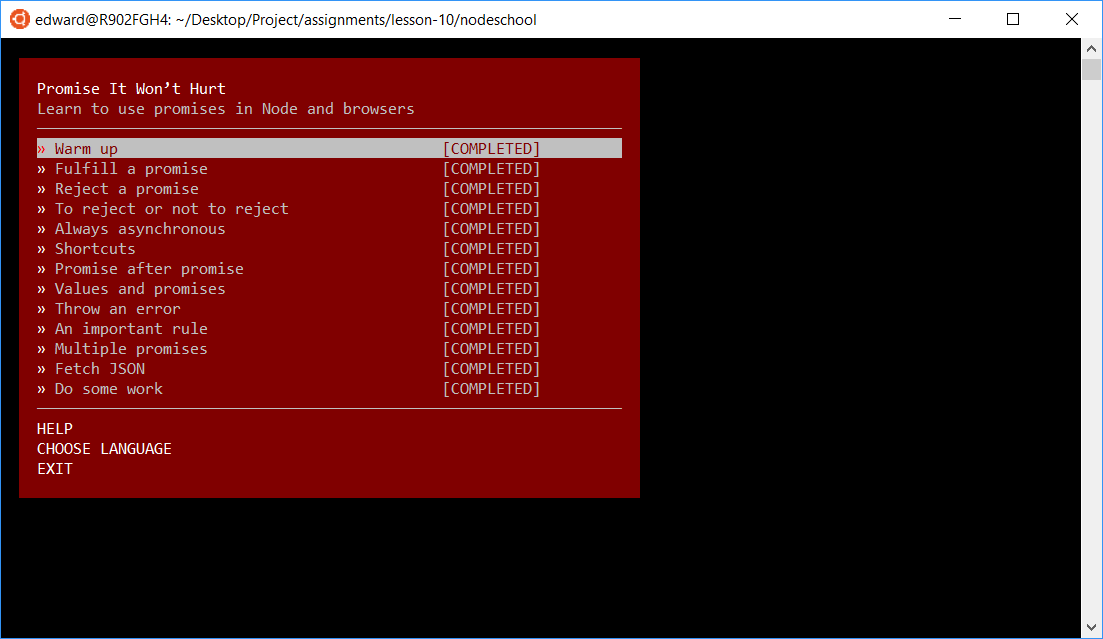 edward@R902FGH4: ~/Desktop/Project/assignments/lesson-10/nodeschool
Promise It Won’t Hurt
Learn to use promises in Node and browsers
» Warm up [COMPLETED]
» Fulfill a promise [COMPLETED]
» Reject a promise [COMPLETED]
» To reject or not to reject [COMPLETED]
» Always asynchronous [COMPLETED]
» Shortcuts [COMPLETED]
» Promise after promise [COMPLETED]
» Values and promises [COMPLETED]
» Throw an error [COMPLETED]
» An important rule [COMPLETED]
» Multiple promises [COMPLETED]
» Fetch JSON [COMPLETED]
» Do some work [COMPLETED]
HELP
CHOOSE LANGUAGE
EXIT